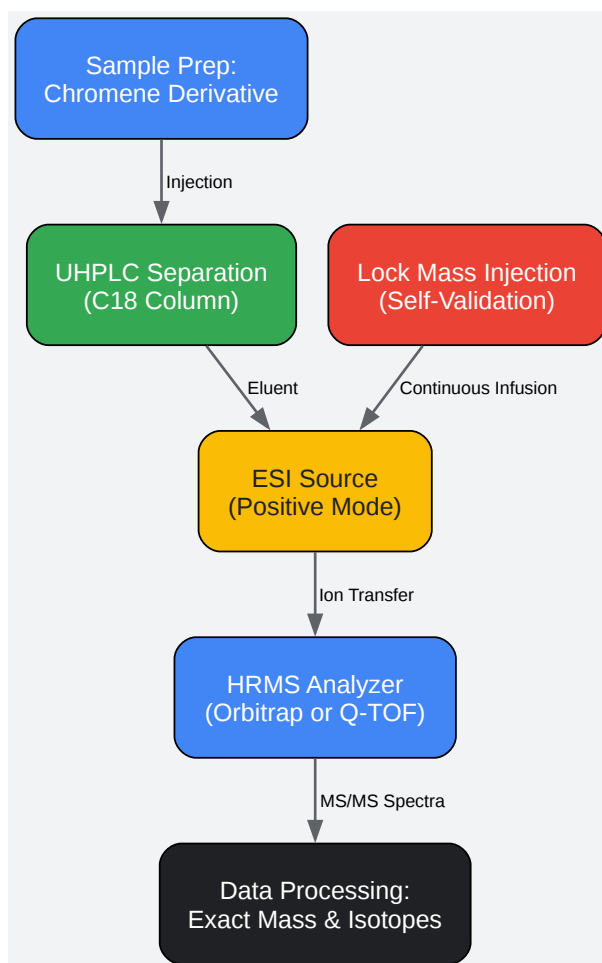 Sample Prep:
Chromene Derivative
Injection
UHPLC Separation
(C18 Column)
Lock Mass Injection
(Self-Validation)
Eluent
Continuous Infusion
ESI Source
(Positive Mode)
Ion Transfer
HRMS Analyzer
(Orbitrap or Q-TOF)
MS/MS Spectra
Data Processing:
Exact Mass & Isotopes